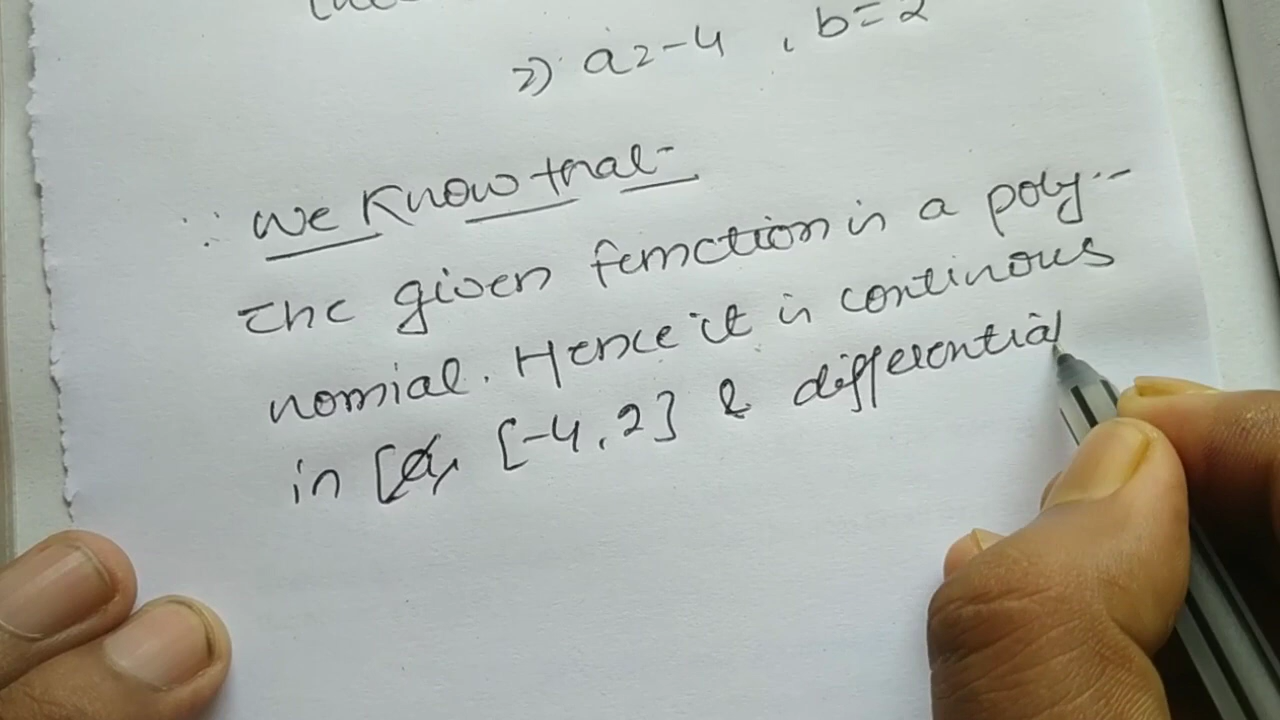 ⇒ a = -4 , b = 2
∵ We Know that-
The given function is a poly-
nomial. Hence it is continous
in [-4, 2] & differential